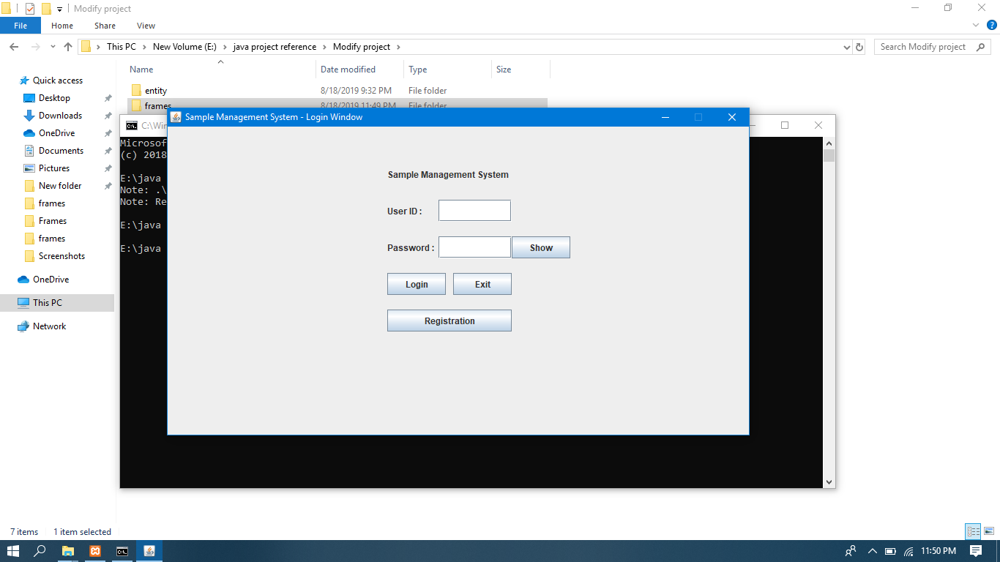 Modify project
File Home Share View
This PC New Volume (E:) java project reference Modify project
Search Modify project
Name Date modified Type Size
Quick access
Desktop
Downloads
OneDrive
Documents
Pictures
New folder
frames
Frames
frames
Screenshots
OneDrive
This PC
Network
entity 8/18/2019 9:32 PM File folder
frames 8/18/2019 11:49 PM File folder
C:\Win
Microsof
(c) 2018
E:\java
Note: .\
Note: Re
E:\java
E:\java
Sample Management System - Login Window
Sample Management System
User ID :
Password : Show
Login Exit
Registration
7 items 1 item selected
11:50 PM